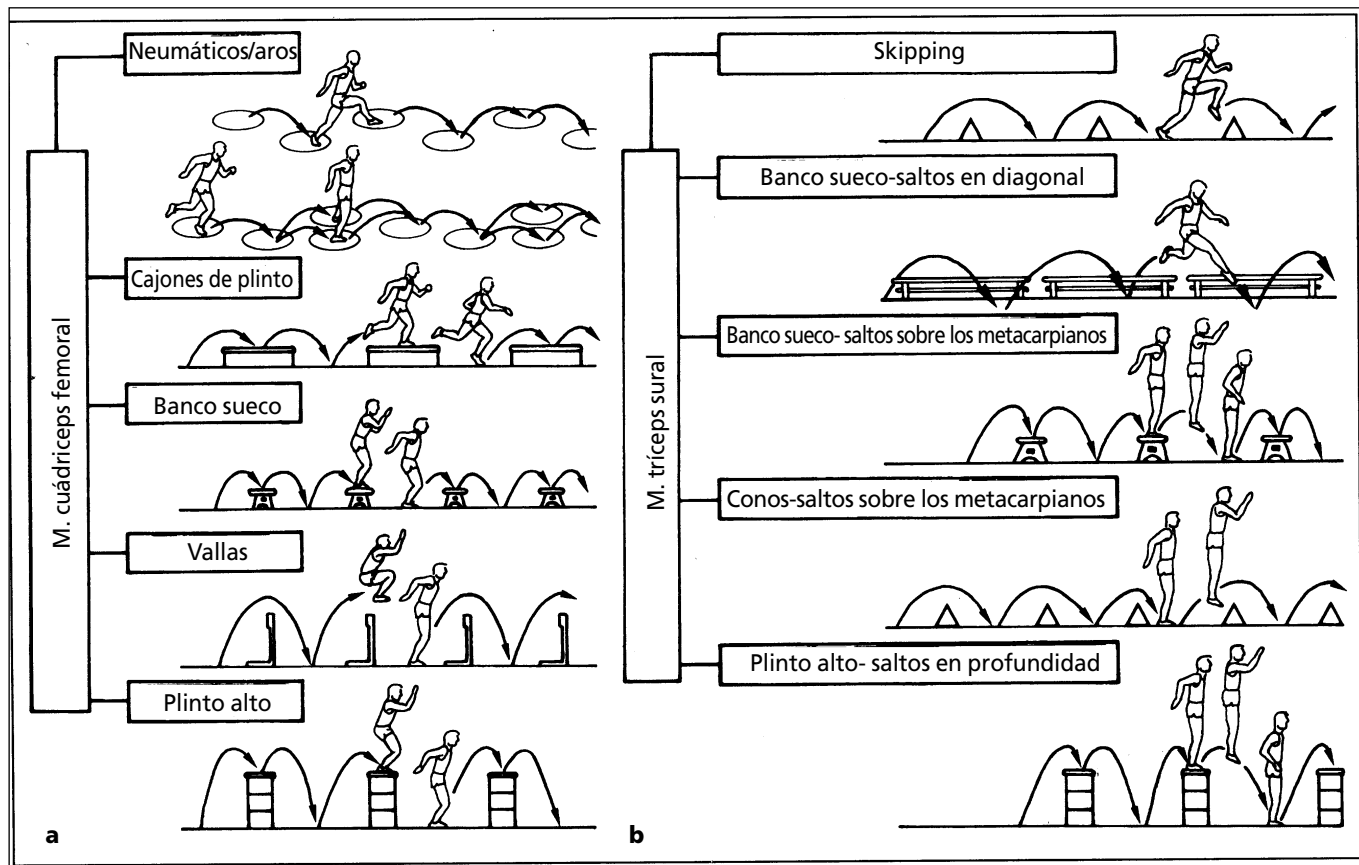 Neumáticos/aros
Cajones de plinto
Banco sueco
Vallas
Plinto alto
M. cuádriceps femoral
a
Skipping
Banco sueco-saltos en diagonal
Banco sueco- saltos sobre los metacarpianos
Conos-saltos sobre los metacarpianos
Plinto alto- saltos en profundidad
M. tríceps sural
b